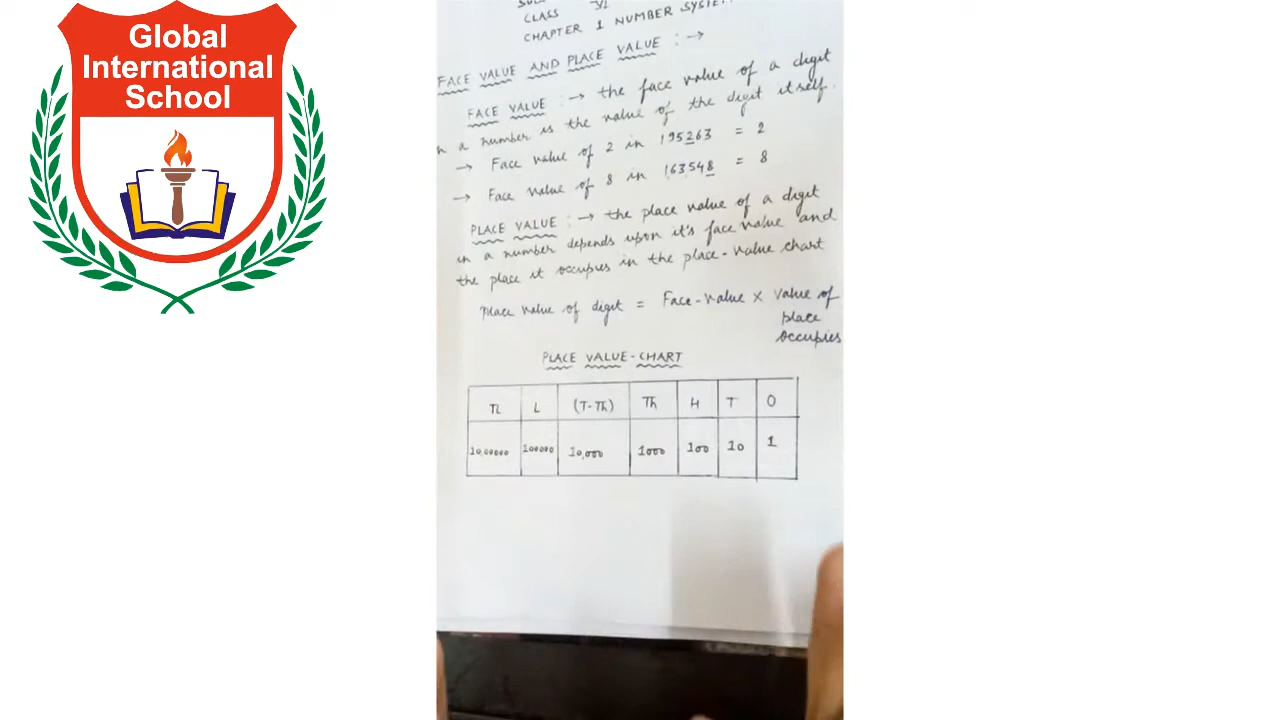 Global
International
School
CLASS VI
CHAPTER 1 NUMBER SYSTEM
FACE VALUE AND PLACE VALUE :→
FACE VALUE :→ the face value of a digit
in a number is the value of the digit itself.
→ Face value of 2 in 195263 = 2
→ Face value of 8 in 163548 = 8
PLACE VALUE :→ the place value of a digit
in a number depends upon it's face value and
the place it occupies in the place-value chart
Place value of digit = Face-value × value of
place
occupies
PLACE VALUE-CHART
TL L (T-Th) Th H T O
10,00000 100000 10,000 1000 100 10 1